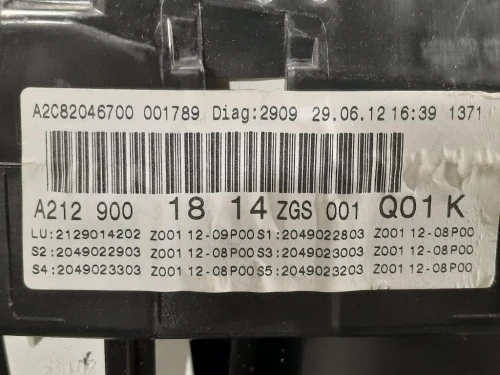 A2C82046700 001789 Diag:2909 29.06.12 16:39 1371
A212 900 18 14 ZGS 001 Q01 K
LU:2129014202 Z001 12-09P00 S1:2049022803 Z001 12-08P00
S2:2049022903 Z001 12-08P00 S3:2049023003 Z001 12-08P00
S4:2049023303 Z001 12-08P00 S5:2049023203 Z001 12-08P00